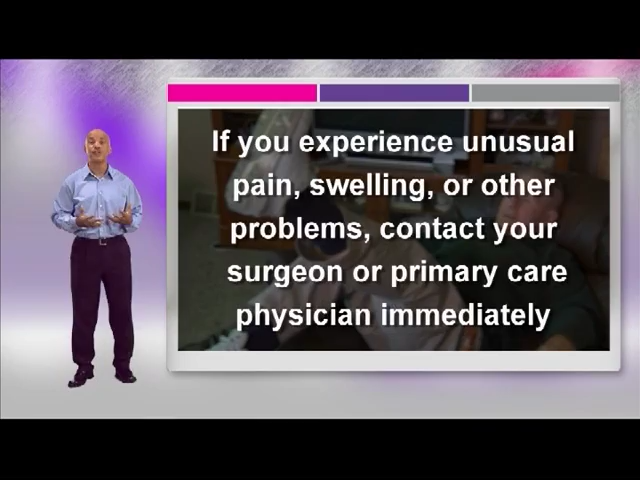 If you experience unusual
pain, swelling, or other
problems, contact your
surgeon or primary care
physician immediately